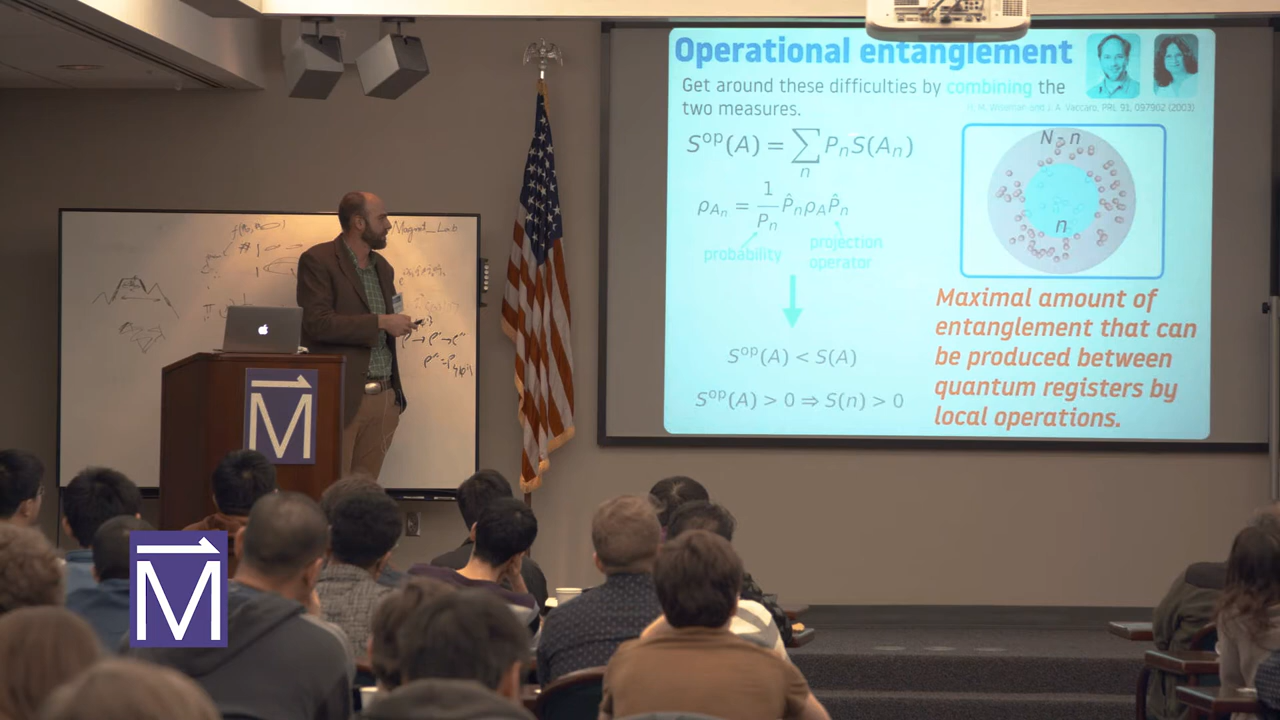 Operational entanglement
Get around these difficulties by combining the
two measures.
H. M. Wiseman and J. A. Vaccaro, PRL 91, 097902 (2003)
S^op(A) = ∑_n P_n S(A_n)
ρ_{A_n} = 1/P_n P̂_n ρ_A P̂_n
probability
projection
operator
S^op(A) < S(A)
S^op(A) > 0 ⇒ S(n) > 0
N - n
n
Maximal amount of
entanglement that can
be produced between
quantum registers by
local operations.
Magnet_Lab
M
M